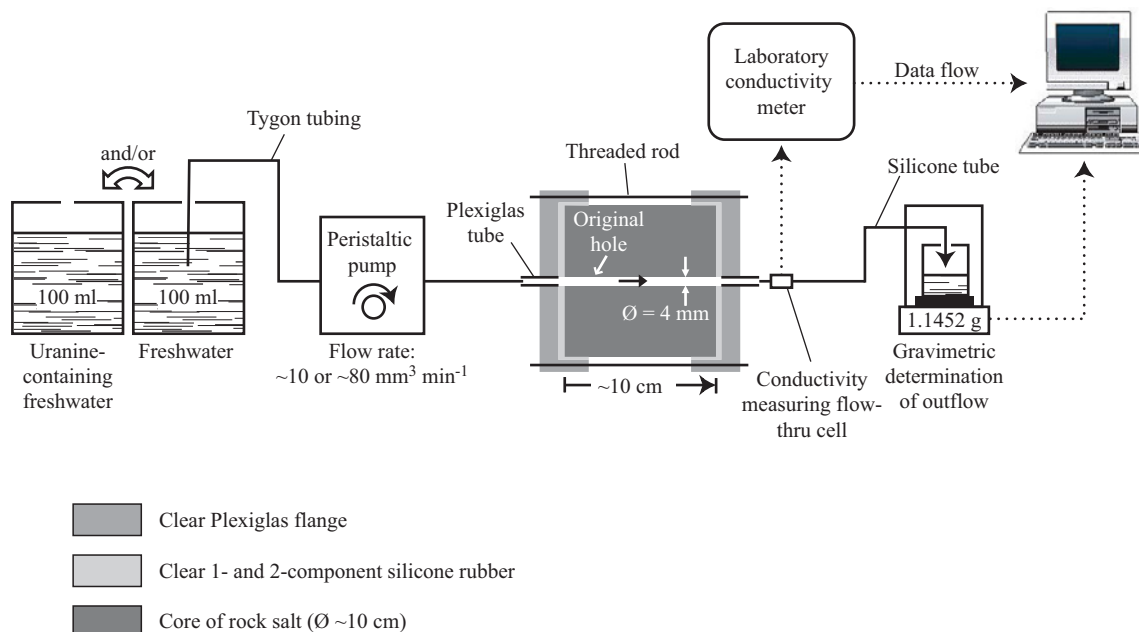 Laboratory
conductivity
meter
Data flow
Tygon tubing
and/or
Threaded rod
Silicone tube
Plexiglas
tube
Original
hole
Peristaltic
pump
100 ml
100 ml
Ø = 4 mm
1.1452 g
Uranine-
containing
freshwater
Freshwater
Flow rate:
~10 or ~80 mm³ min⁻¹
~10 cm
Conductivity
measuring flow-
thru cell
Gravimetric
determination
of outflow
Clear Plexiglas flange
Clear 1- and 2-component silicone rubber
Core of rock salt (Ø ~10 cm)